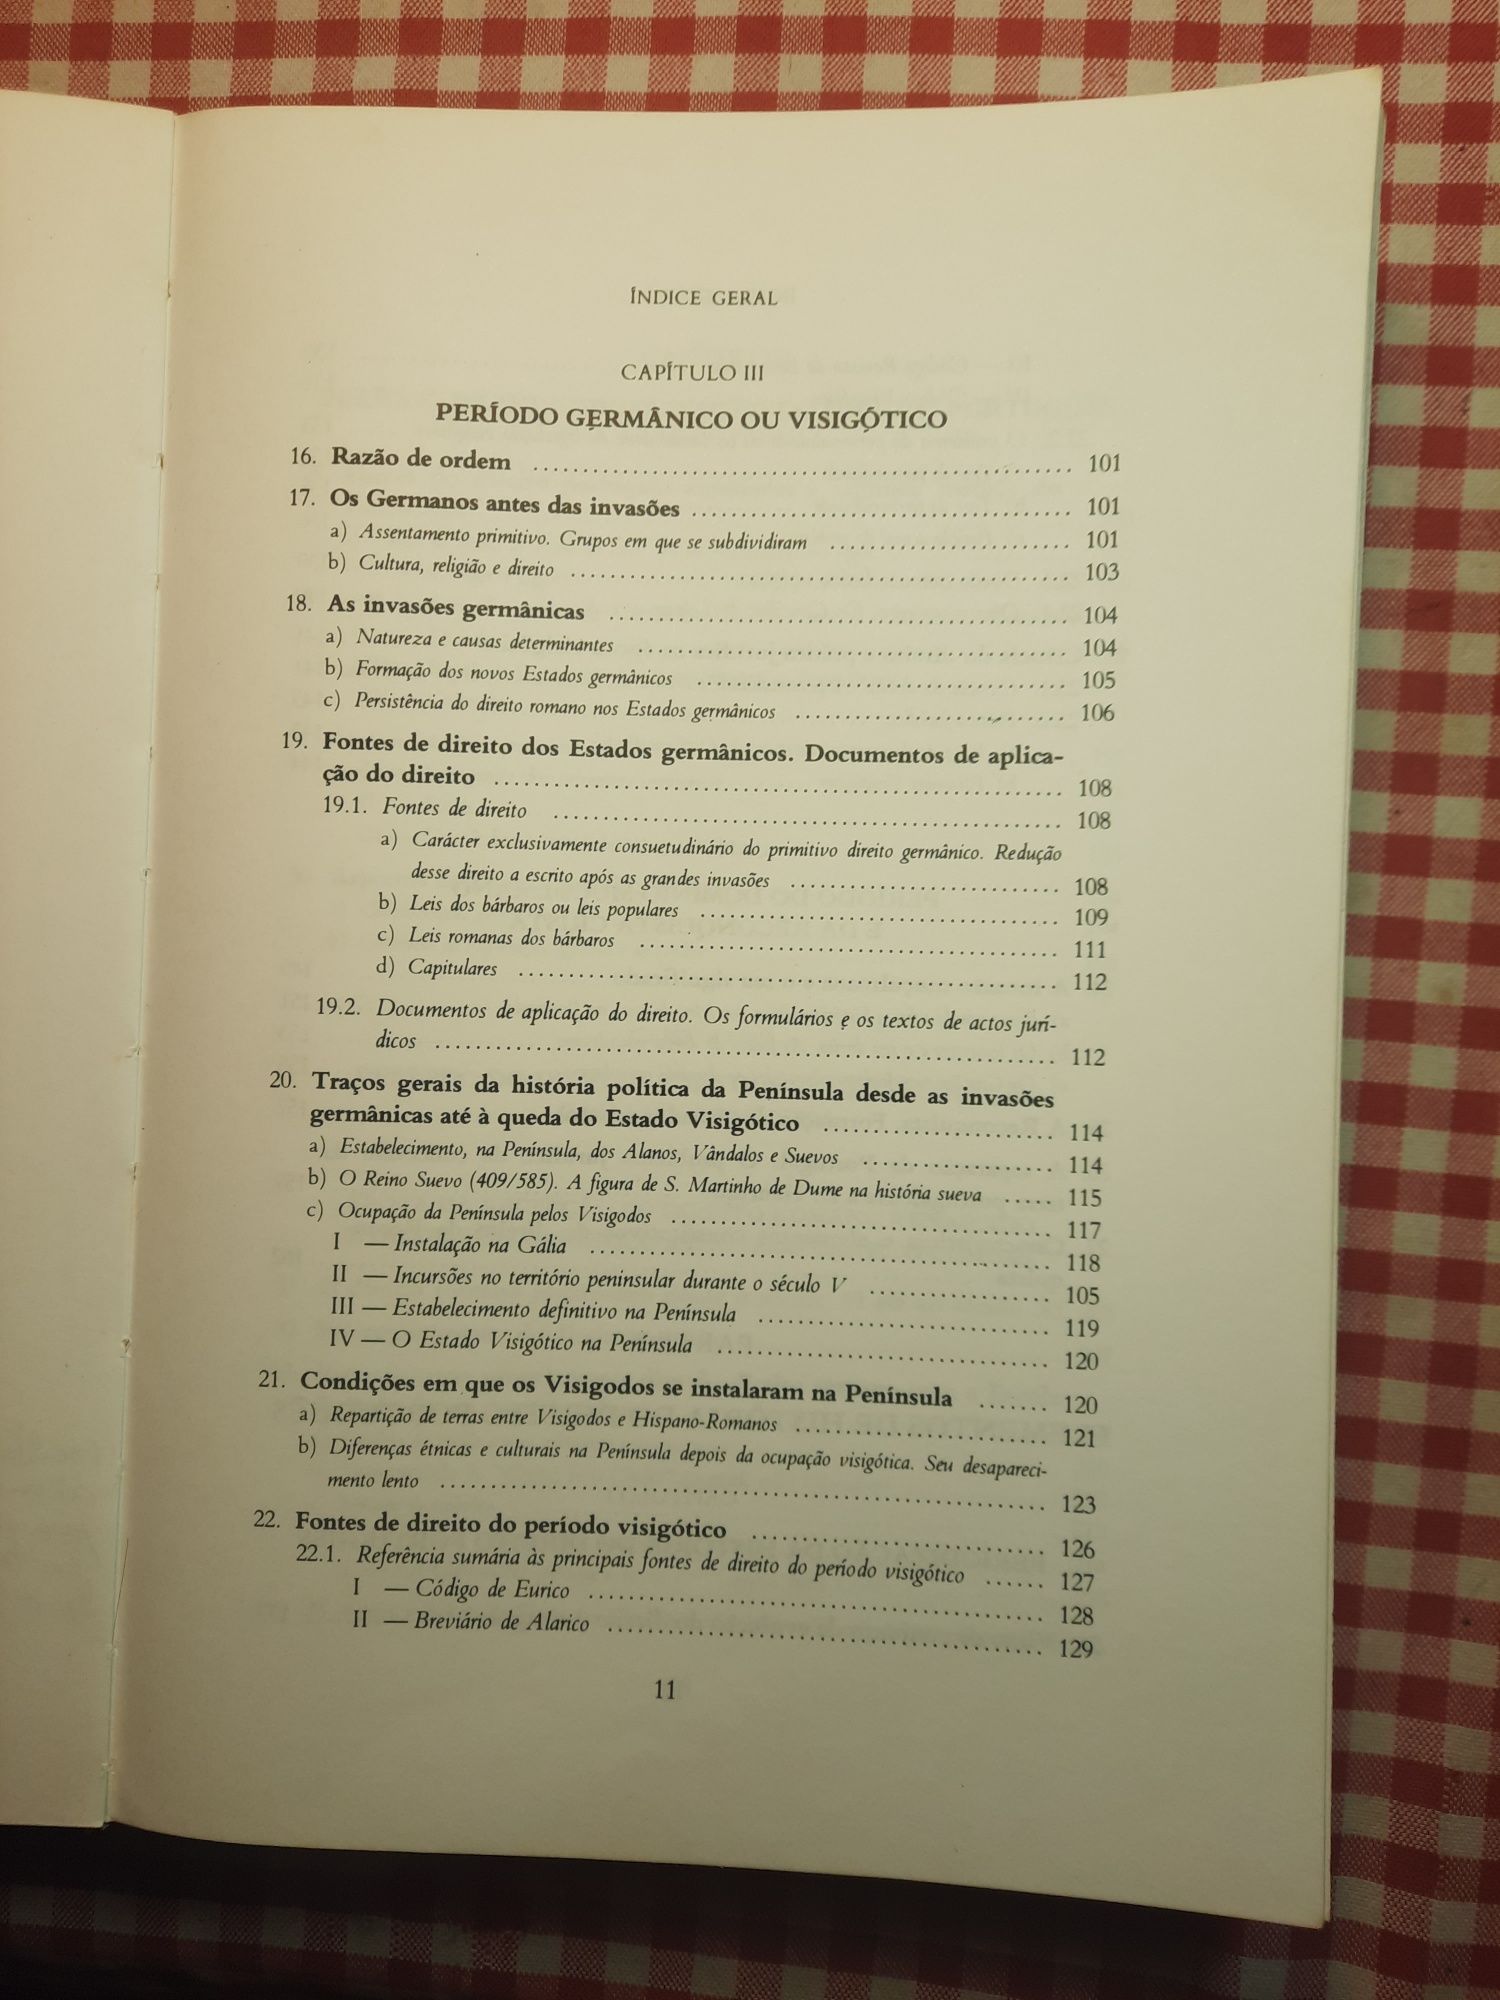 ÍNDICE GERAL
CAPÍTULO III
PERÍODO GERMÂNICO OU VISIGÓTICO
16. Razão de ordem .................... 101
17. Os Germanos antes das invasões .................... 101
a) Assentamento primitivo. Grupos em que se subdividiram .................... 101
b) Cultura, religião e direito .................... 103
18. As invasões germânicas .................... 104
a) Natureza e causas determinantes .................... 104
b) Formação dos novos Estados germânicos .................... 105
c) Persistência do direito romano nos Estados germânicos .................... 106
19. Fontes de direito dos Estados germânicos. Documentos de aplica-
ção do direito .................... 108
19.1. Fontes de direito .................... 108
a) Carácter exclusivamente consuetudinário do primitivo direito germânico. Redução
desse direito a escrito após as grandes invasões .................... 108
b) Leis dos bárbaros ou leis populares .................... 109
c) Leis romanas dos bárbaros .................... 111
d) Capitulares .................... 112
19.2. Documentos de aplicação do direito. Os formulários e os textos de actos jurí-
dicos .................... 112
20. Traços gerais da história política da Península desde as invasões
germânicas até à queda do Estado Visigótico .................... 114
a) Estabelecimento, na Península, dos Alanos, Vândalos e Suevos .................... 114
b) O Reino Suevo (409/585). A figura de S. Martinho de Dume na história sueva ..... 115
c) Ocupação da Península pelos Visigodos .................... 117
I — Instalação na Gália .................... 118
II — Incursões no território peninsular durante o século V .................... 105
III — Estabelecimento definitivo na Península .................... 119
IV — O Estado Visigótico na Península .................... 120
21. Condições em que os Visigodos se instalaram na Península ....... 120
a) Repartição de terras entre Visigodos e Hispano-Romanos .................... 121
b) Diferenças étnicas e culturais na Península depois da ocupação visigótica. Seu desapareci-
mento lento .................... 123
22. Fontes de direito do período visigótico .................... 126
22.1. Referência sumária às principais fontes de direito do período visigótico ...... 127
I — Código de Eurico .................... 128
II — Breviário de Alarico .................... 129
11